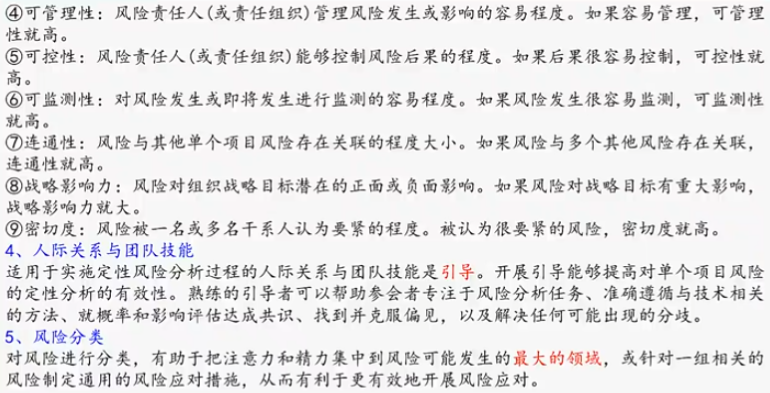 ④可管理性：风险责任人(或责任组织)管理风险发生或影响的容易程度。如果容易管理，可管理
性就高。
⑤可控性：风险责任人(或责任组织)能够控制风险后果的程度。如果后果很容易控制，可控性就
高。
⑥可监测性：对风险发生或即将发生进行监测的容易程度。如果风险发生很容易监测，可监测性
就高。
⑦连通性：风险与其他单个项目风险存在关联的程度大小。如果风险与多个其他风险存在关联，
连通性就高。
⑧战略影响力：风险对组织战略目标潜在的正面或负面影响。如果风险对战略目标有重大影响，
战略影响力就大。
⑨密切度：风险被一名或多名干系人认为要紧的程度。被认为很要紧的风险，密切度就高。
4、人际关系与团队技能
适用于实施定性风险分析过程的人际关系与团队技能是引导。开展引导能够提高对单个项目风险
的定性分析的有效性。熟练的引导者可以帮助参会者专注于风险分析任务、准确遵循与技术相关
的方法、就概率和影响评估达成共识、找到并克服偏见，以及解决任何可能出现的分歧。
5、风险分类
对风险进行分类，有助于把注意力和精力集中到风险可能发生的最大的领域，或针对一组相关的
风险制定通用的风险应对措施，从而有利于更有效地开展风险应对。